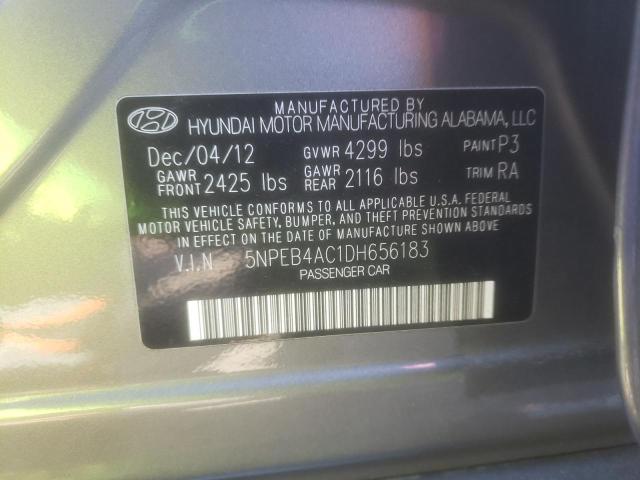 MANUFACTURED BY
HYUNDAI MOTOR MANUFACTURING ALABAMA, LLC
Dec/04/12 GVWR 4299 lbs PAINT P3
GAWR FRONT 2425 lbs GAWR REAR 2116 lbs TRIM RA
THIS VEHICLE CONFORMS TO ALL APPLICABLE U.S.A. FEDERAL
MOTOR VEHICLE SAFETY, BUMPER, AND THEFT PREVENTION STANDARDS
IN EFFECT ON THE DATE OF MANUFACTURE SHOWN ABOVE.
V.I.N 5NPEB4AC1DH656183
PASSENGER CAR